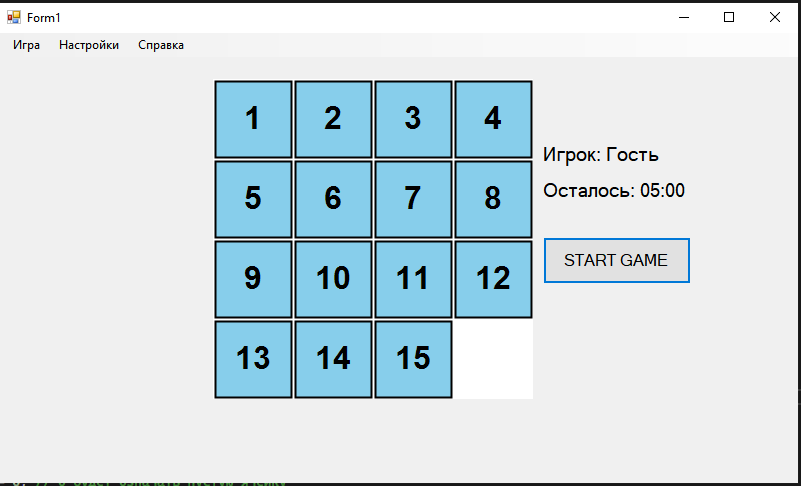 Form1
Игра Настройки Справка
1 2 3 4
5 6 7 8
9 10 11 12
13 14 15
Игрок: Гость
Осталось: 05:00
START GAME